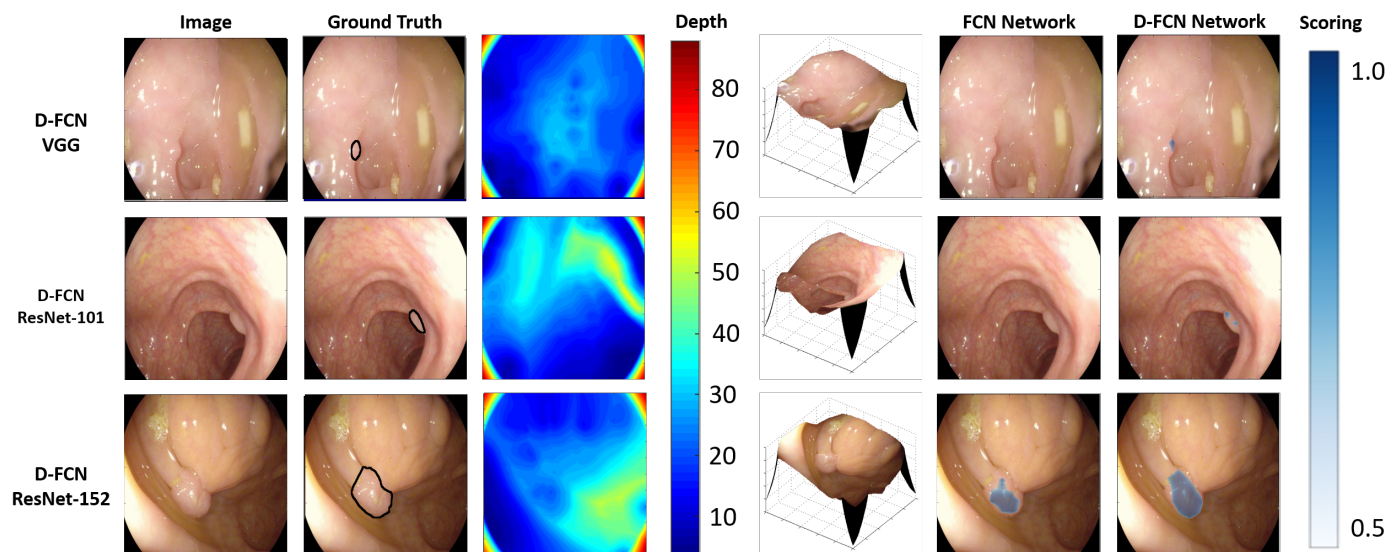 Image
Ground Truth
Depth
FCN Network
D-FCN Network
Scoring
D-FCN
VGG
D-FCN
ResNet-101
D-FCN
ResNet-152
80
70
60
50
40
30
20
10
1.0
0.5